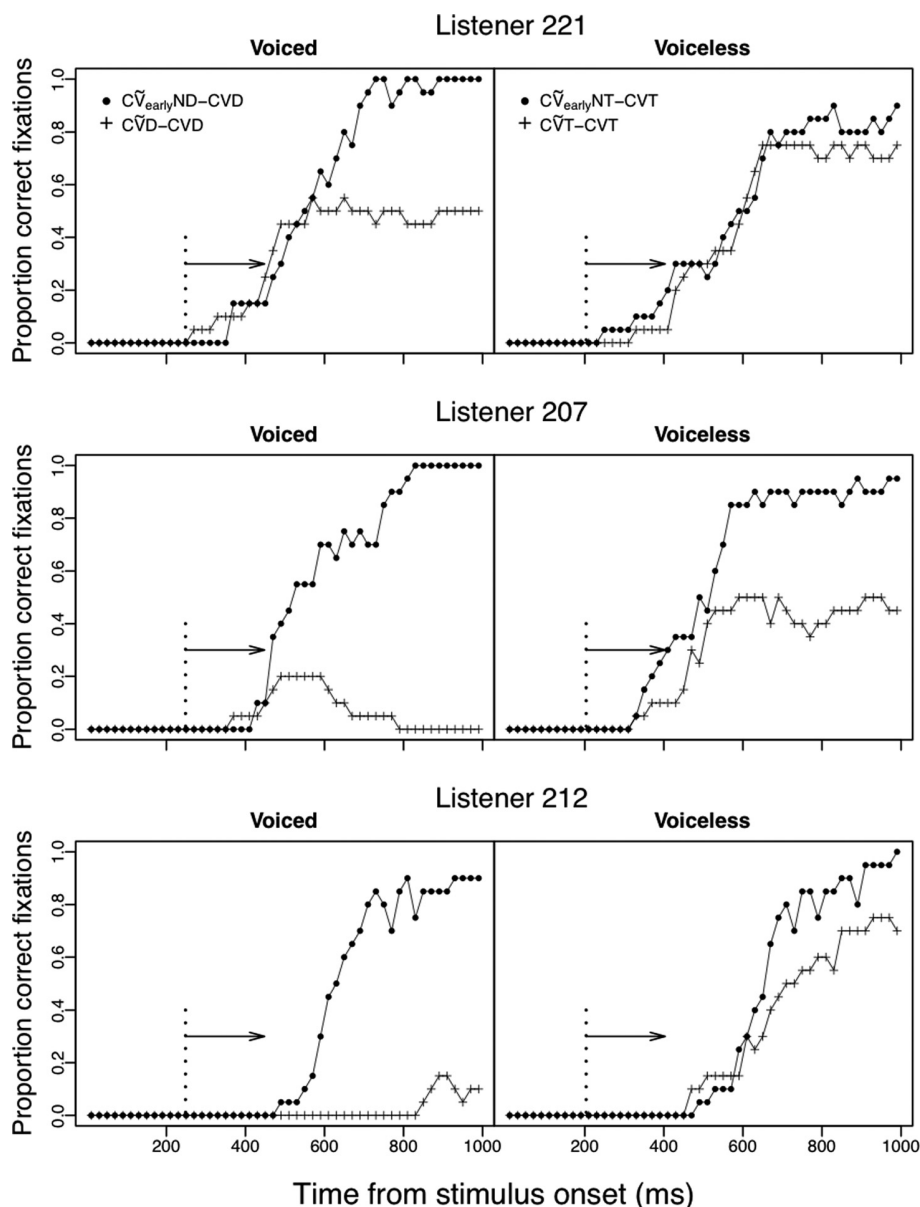 Listener 221
Voiced Voiceless
Proportion correct fixations
0.0 0.2 0.4 0.6 0.8 1.0
CṼearlyND–CVD
CṼD–CVD
CṼearlyNT–CVT
CṼT–CVT
Listener 207
Voiced Voiceless
Proportion correct fixations
0.0 0.2 0.4 0.6 0.8 1.0
Listener 212
Voiced Voiceless
Proportion correct fixations
0.0 0.2 0.4 0.6 0.8 1.0
200 400 600 800 1000 200 400 600 800 1000
Time from stimulus onset (ms)